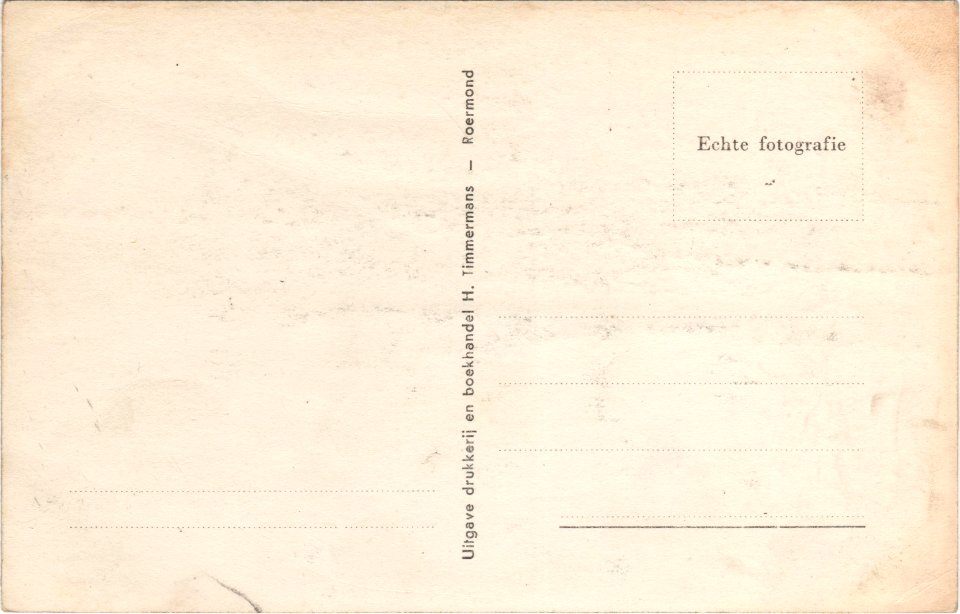 Uitgave drukkerij en boekhandel H. Timmermans – Roermond
Echte fotografie